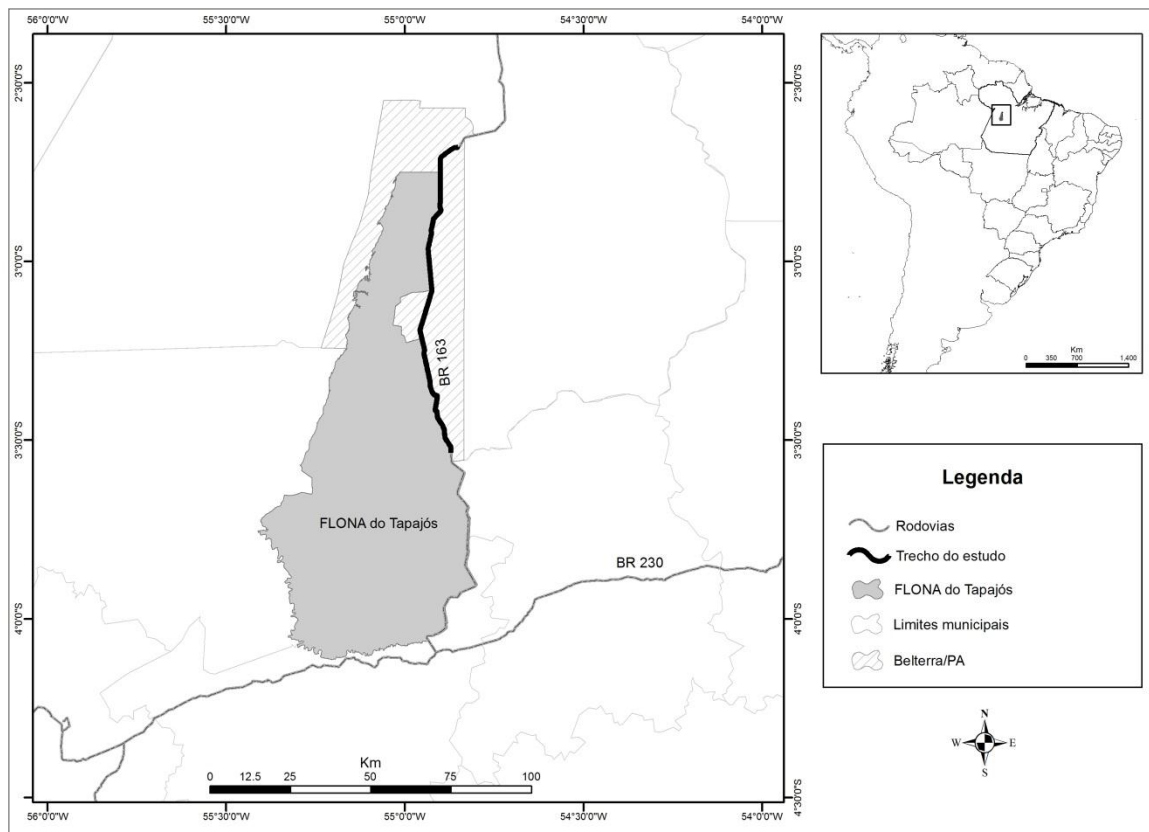 56°0'0"W 55°30'0"W 55°0'0"W 54°30'0"W 54°0'0"W
2°30'0"S
2°30'0"S
3°0'0"S
3°0'0"S
3°30'0"S
3°30'0"S
4°0'0"S
4°0'0"S
4°30'0"S
BR 163
FLONA do Tapajós
BR 230
Km
0 12.5 25 50 75 100
56°0'0"W 55°30'0"W 55°0'0"W 54°30'0"W 54°0'0"W
Km
0 350 700 1,400
Legenda
Rodovias
Trecho do estudo
FLONA do Tapajós
Limites municipais
Belterra/PA
N
W E
S